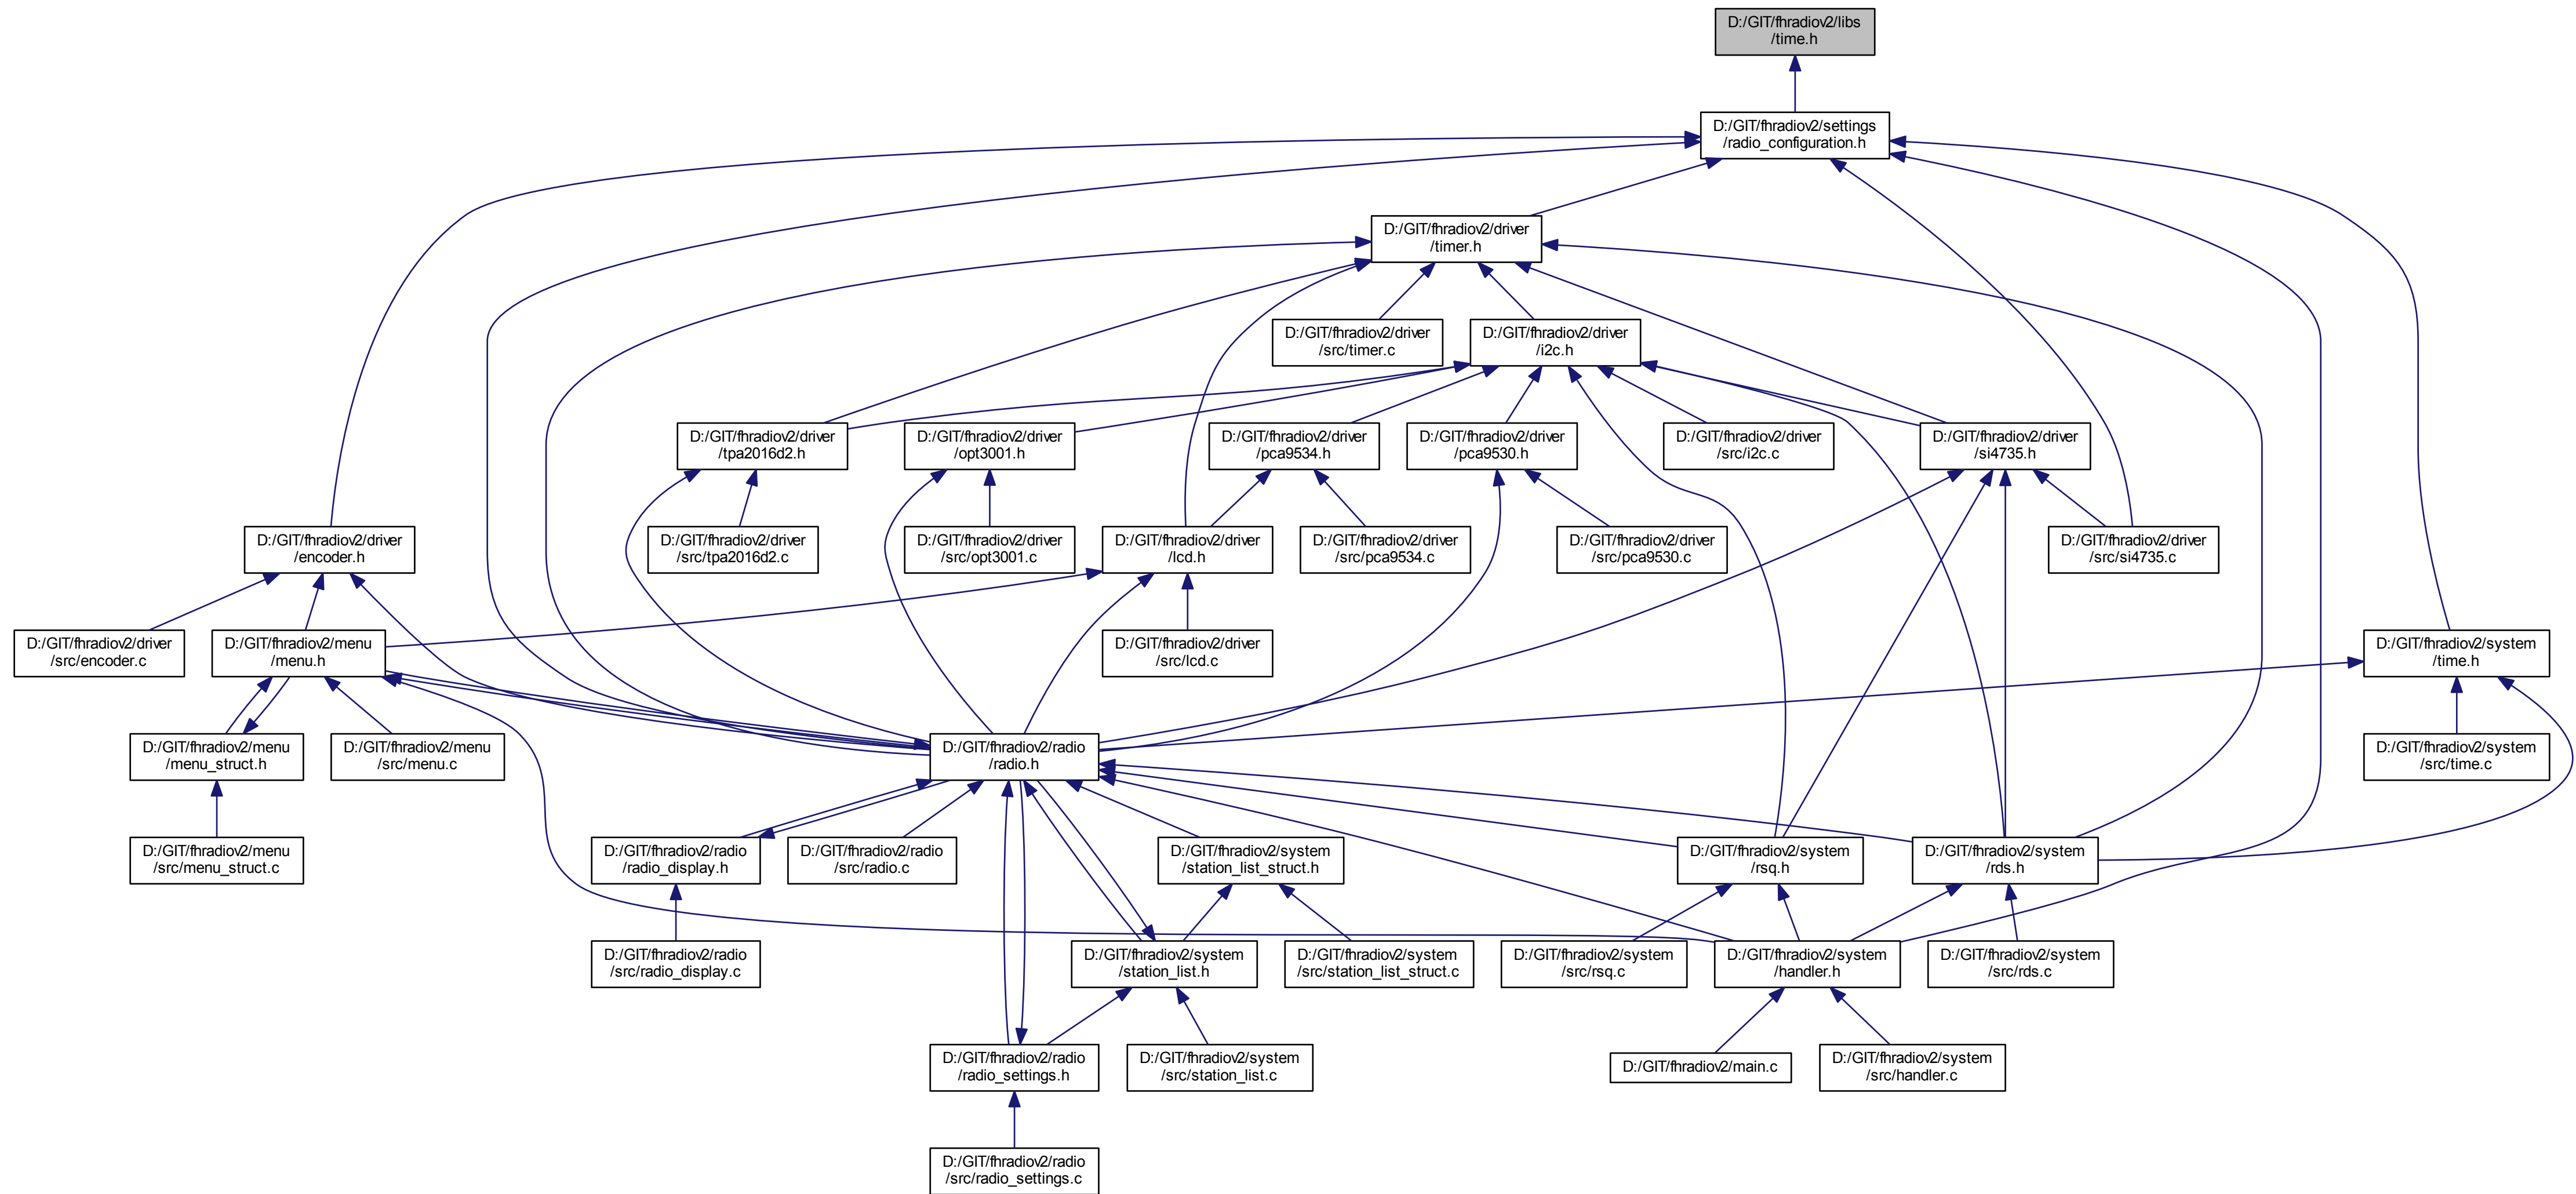 D:/GIT/fhradiov2/libs
/time.h
D:/GIT/fhradiov2/settings
/radio_configuration.h
D:/GIT/fhradiov2/driver
/timer.h
D:/GIT/fhradiov2/driver
src/timer.c
D:/GIT/fhradiov2/driver
/i2c.h
D:/GIT/fhradiov2/driver
/tpa2016d2.h
D:/GIT/fhradiov2/driver
/opt3001.h
D:/GIT/fhradiov2/driver
/pca9534.h
D:/GIT/fhradiov2/driver
/pca9530.h
D:/GIT/fhradiov2/driver
/src/i2c.c
D:/GIT/fhradiov2/driver
/si4735.h
D:/GIT/fhradiov2/driver
/encoder.h
D:/GIT/fhradiov2/driver
/src/tpa2016d2.c
D:/GIT/fhradiov2/driver
/src/opt3001.c
D:/GIT/fhradiov2/driver
/lcd.h
D:/GIT/fhradiov2/driver
/src/pca9534.c
D:/GIT/fhradiov2/driver
/src/pca9530.c
D:/GIT/fhradiov2/driver
/src/si4735.c
D:/GIT/fhradiov2/driver
/src/encoder.c
D:/GIT/fhradiov2/menu
/menu.h
D:/GIT/fhradiov2/driver
/src/lcd.c
D:/GIT/fhradiov2/system
/time.h
D:/GIT/fhradiov2/menu
/menu_struct.h
D:/GIT/fhradiov2/menu
/src/menu.c
D:/GIT/fhradiov2/radio
/radio.h
D:/GIT/fhradiov2/system
/src/time.c
D:/GIT/fhradiov2/menu
/src/menu_struct.c
D:/GIT/fhradiov2/radio
/radio_display.h
D:/GIT/fhradiov2/radio
/src/radio.c
D:/GIT/fhradiov2/system
/station_list_struct.h
D:/GIT/fhradiov2/system
/rsq.h
D:/GIT/fhradiov2/system
/rds.h
D:/GIT/fhradiov2/radio
/src/radio_display.c
D:/GIT/fhradiov2/system
/station_list.h
D:/GIT/fhradiov2/system
/src/station_list_struct.c
D:/GIT/fhradiov2/system
/src/rsq.c
D:/GIT/fhradiov2/system
/handler.h
D:/GIT/fhradiov2/system
/src/rds.c
D:/GIT/fhradiov2/radio
/radio_settings.h
D:/GIT/fhradiov2/system
/src/station_list.c
D:/GIT/fhradiov2/main.c
D:/GIT/fhradiov2/system
/src/handler.c
D:/GIT/fhradiov2/radio
/src/radio_settings.c